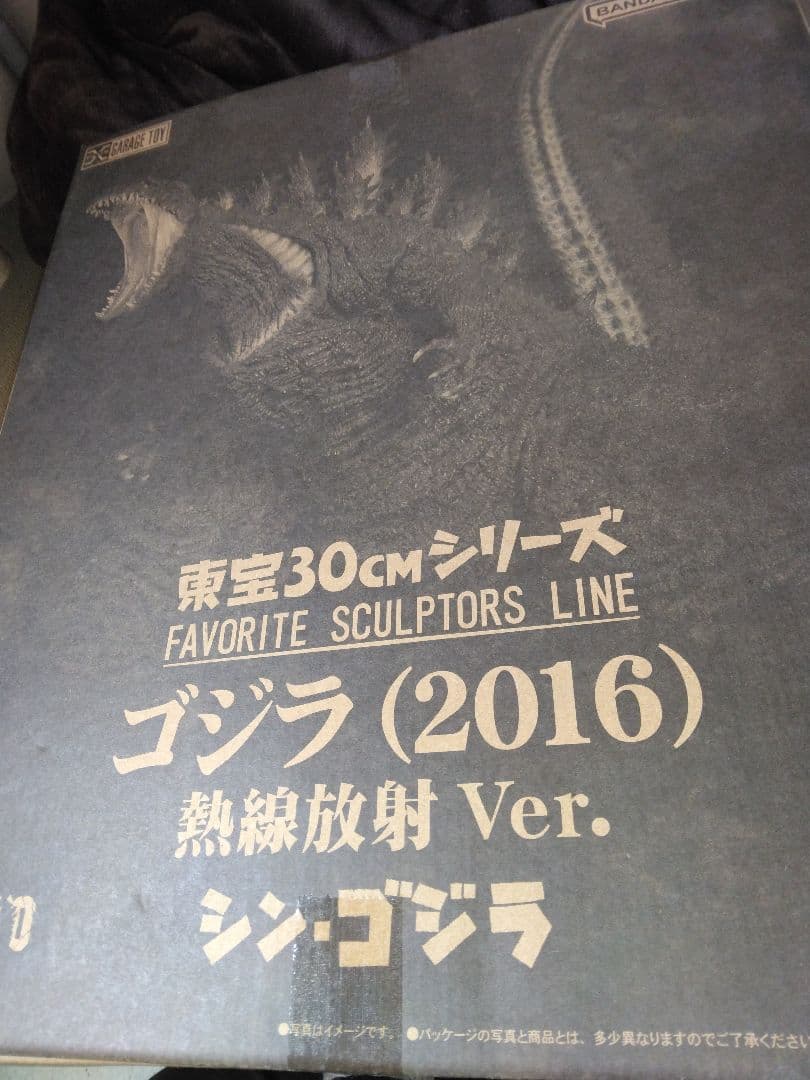 GARAGE TOY
東宝30CMシリーズ
FAVORITE SCULPTORS LINE
ゴジラ(2016)
熱線放射 Ver.
シン・ゴジラ
●写真はイメージです。 ●パッケージの写真と商品とは、多少異なりますのでご了承くださ